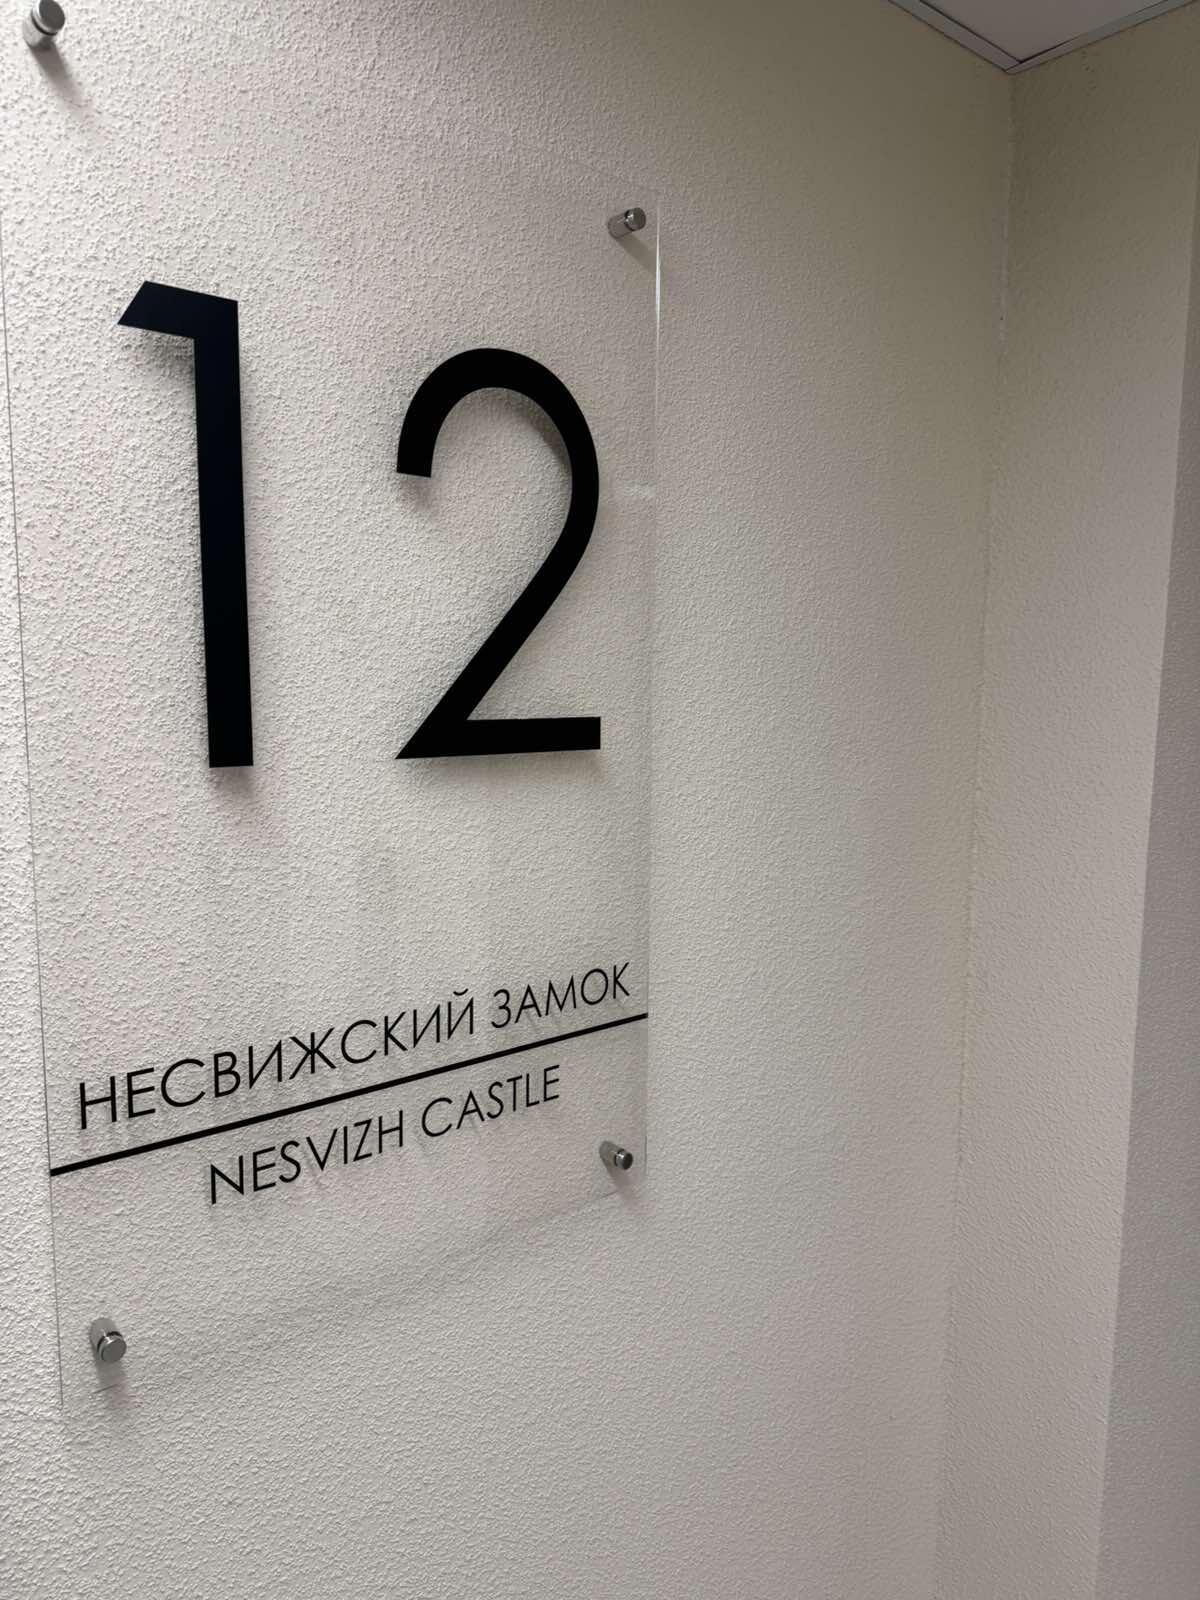 12
НЕСВИЖСКИЙ ЗАМОК
NESVIZH CASTLE